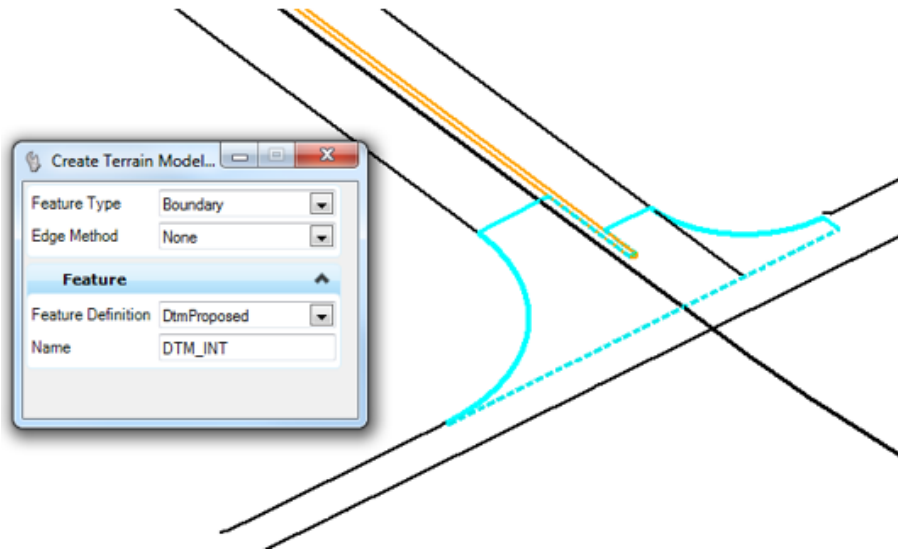 Create Terrain Model...
Feature Type Boundary
Edge Method None
Feature
Feature Definition DtmProposed
Name DTM_INT